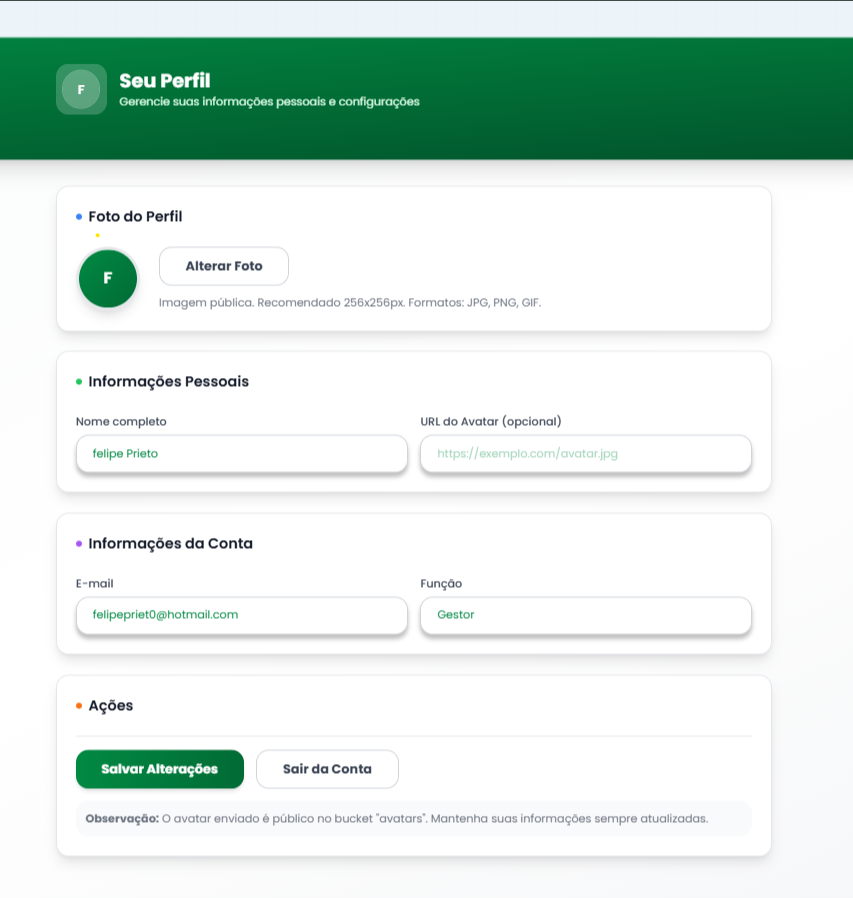 F
Seu Perfil
Gerencie suas informações pessoais e configurações
Foto do Perfil
F
Alterar Foto
Imagem pública. Recomendado 256x256px. Formatos: JPG, PNG, GIF.
Informações Pessoais
Nome completo
URL do Avatar (opcional)
felipe Prieto
https://exemplo.com/avatar.jpg
Informações da Conta
E-mail
Função
felipepriet0@hotmail.com
Gestor
Ações
Salvar Alterações
Sair da Conta
Observação: O avatar enviado é público no bucket "avatars". Mantenha suas informações sempre atualizadas.